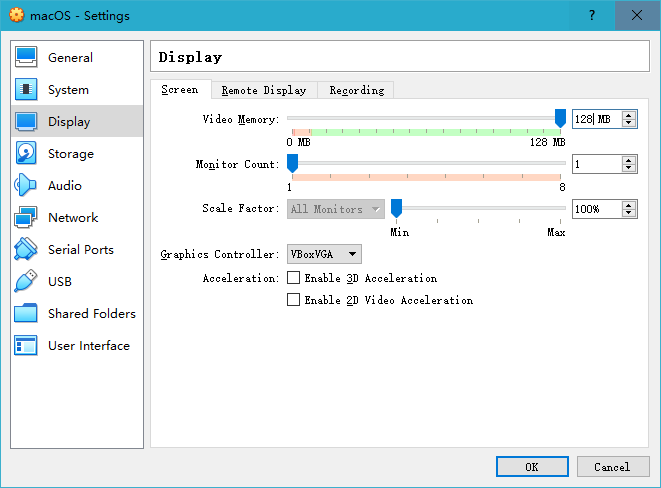 macOS - Settings ?
General
System
Display
Storage
Audio
Network
Serial Ports
USB
Shared Folders
User Interface
Display
Screen Remote Display Recording
Video Memory: 128 MB
0 MB 128 MB
Monitor Count: 1
1 8
Scale Factor: All Monitors 100%
Min Max
Graphics Controller: VBoxVGA
Acceleration: Enable 3D Acceleration
Enable 2D Video Acceleration
OK Cancel